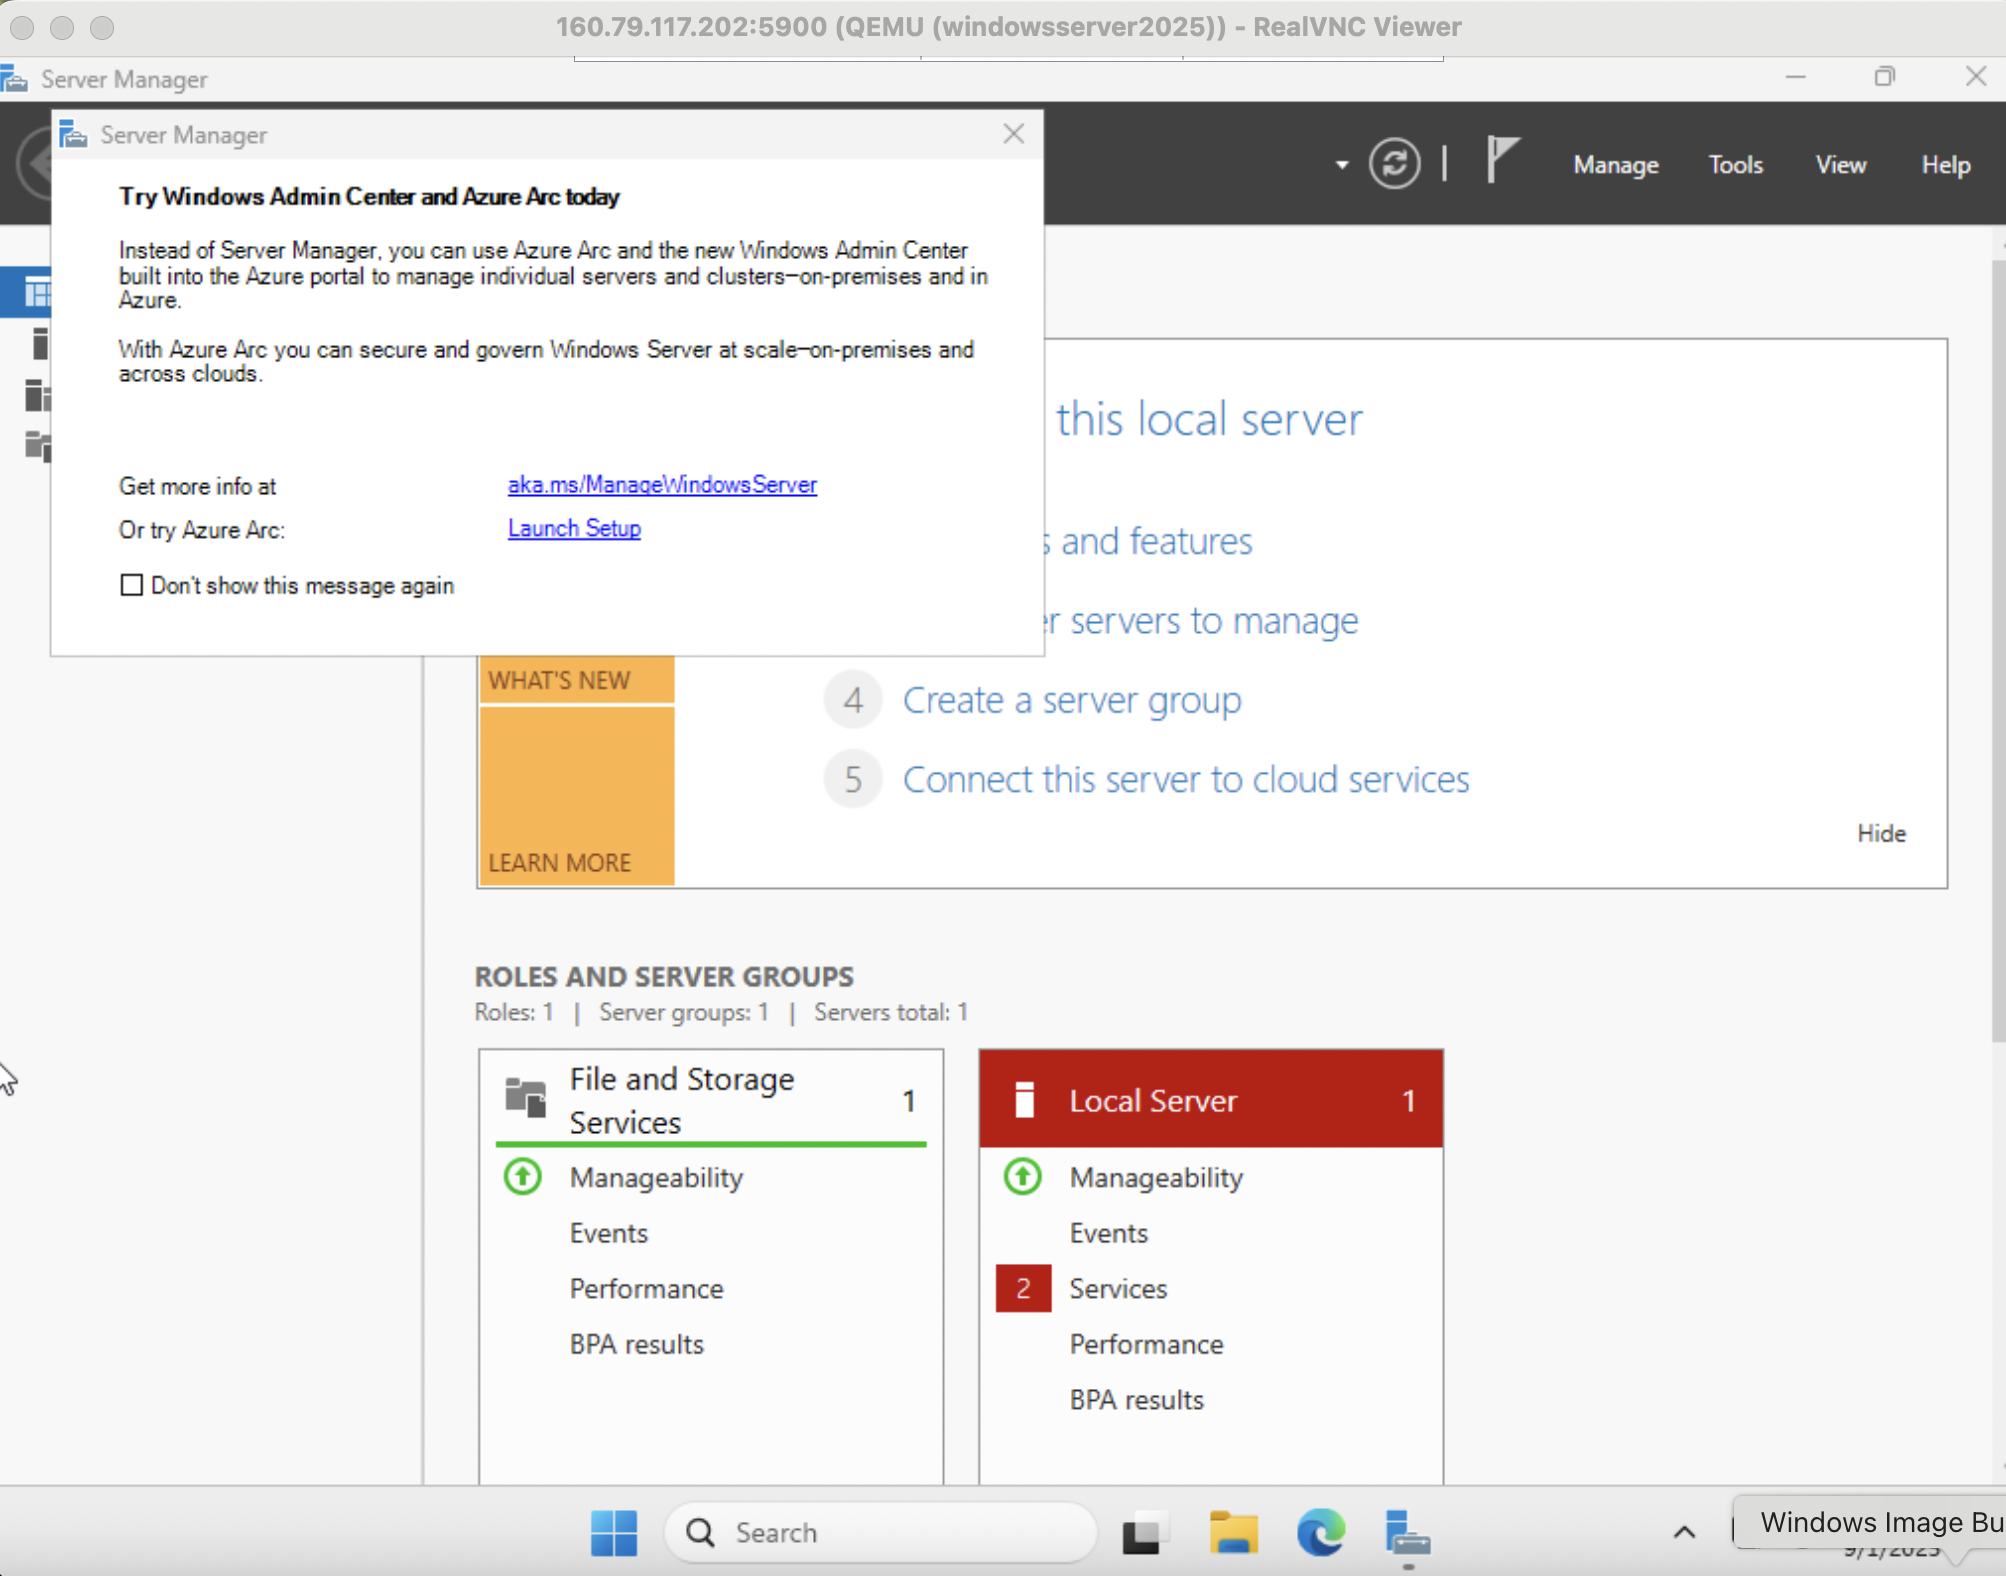 160.79.117.202:5900 (QEMU (windowsserver2025)) - RealVNC Viewer
Server Manager
Server Manager
Manage Tools View Help
Try Windows Admin Center and Azure Arc today
Instead of Server Manager, you can use Azure Arc and the new Windows Admin Center
built into the Azure portal to manage individual servers and clusters–on-premises and in
Azure.
With Azure Arc you can secure and govern Windows Server at scale–on-premises and
across clouds.
Get more info at aka.ms/ManageWindowsServer
Or try Azure Arc: Launch Setup
Don't show this message again
this local server
s and features
er servers to manage
WHAT'S NEW
4 Create a server group
5 Connect this server to cloud services
Hide
LEARN MORE
ROLES AND SERVER GROUPS
Roles: 1 | Server groups: 1 | Servers total: 1
File and Storage
Services
1
Manageability
Events
Performance
BPA results
Local Server 1
Manageability
Events
2 Services
Performance
BPA results
Search
Windows Image Bu
9/1/2025